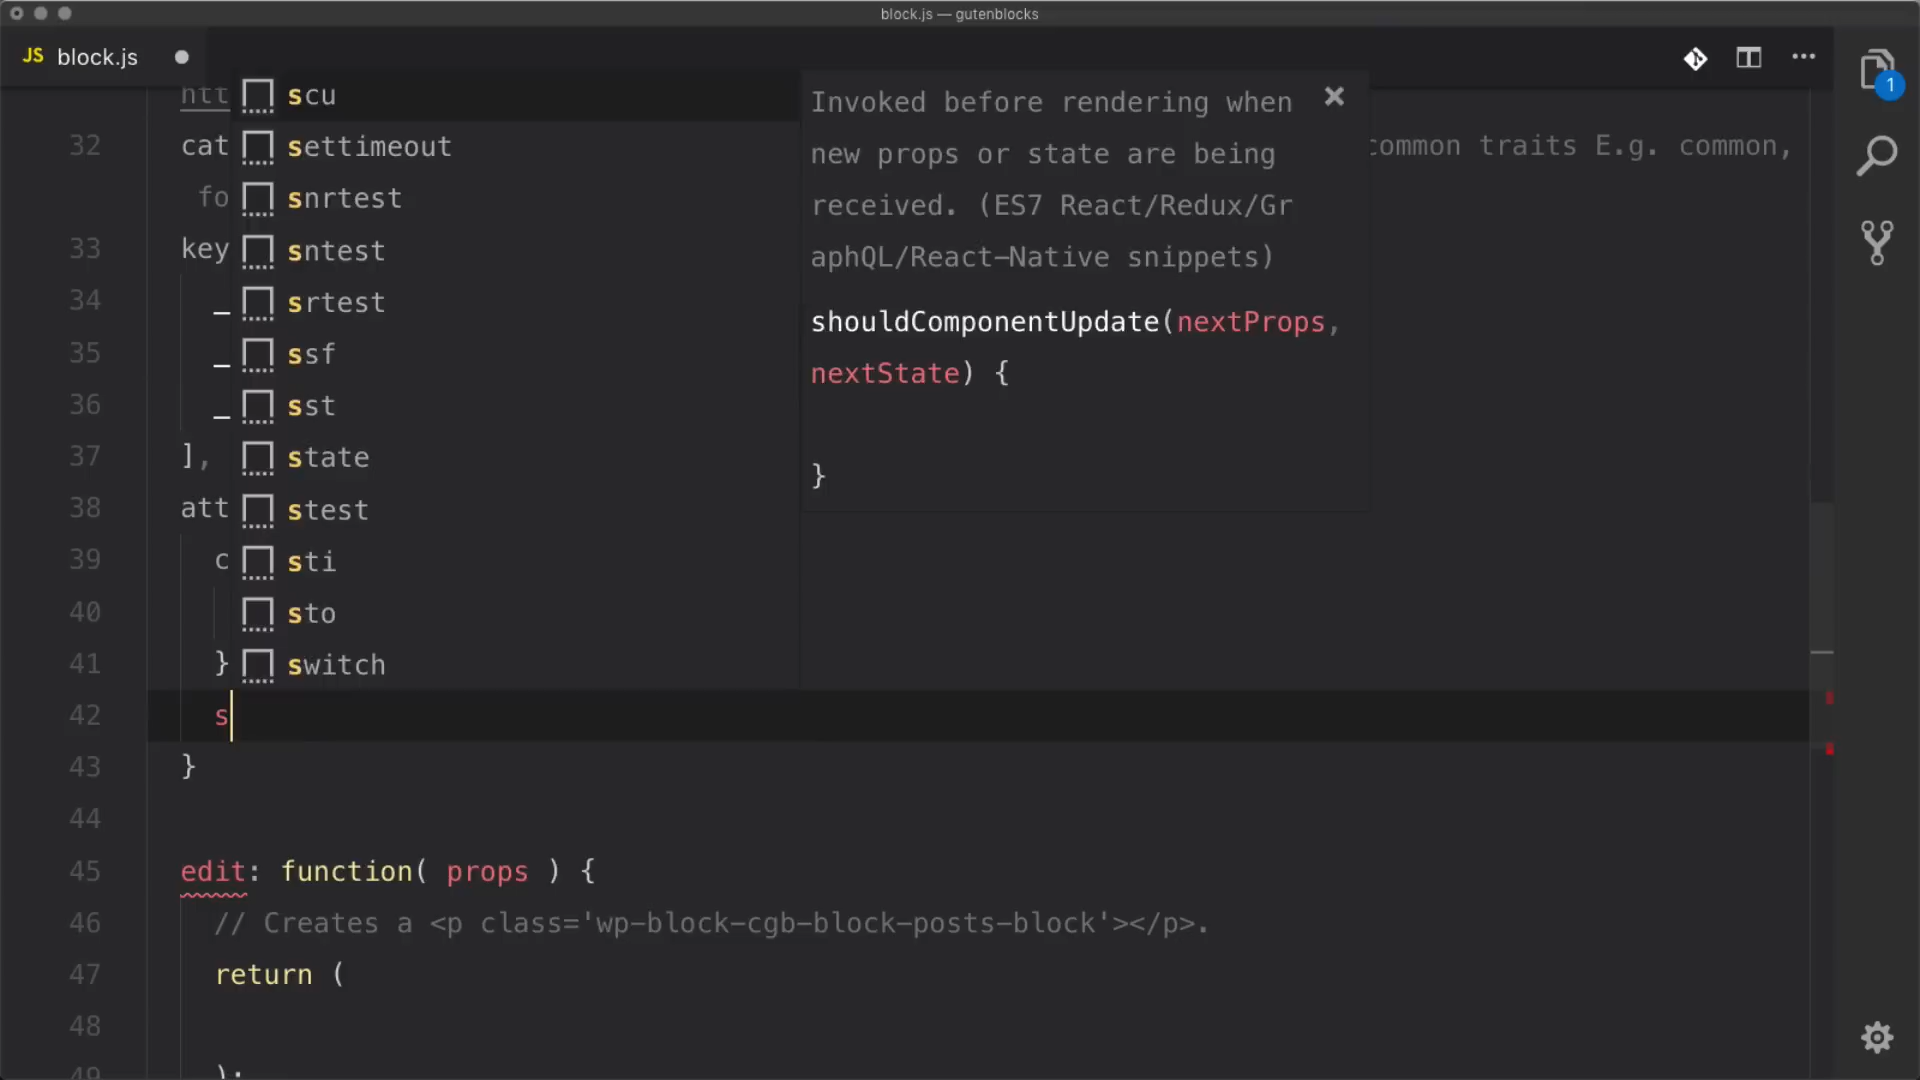 block.js — gutenblocks
JS block.js
1
htt
32 cat common traits E.g. common,
fo
33 key
34 _
35 _
36 _
37 ],
38 att
39 c
40
41 }
42 s
43 }
44
45 edit: function( props ) {
46 // Creates a <p class='wp-block-cgb-block-posts-block'></p>.
47 return (
48
49 );
scu
settimeout
snrtest
sntest
srtest
ssf
sst
state
stest
sti
sto
switch
Invoked before rendering when
new props or state are being
received. (ES7 React/Redux/Gr
aphQL/React-Native snippets)
shouldComponentUpdate(nextProps,
nextState) {
}